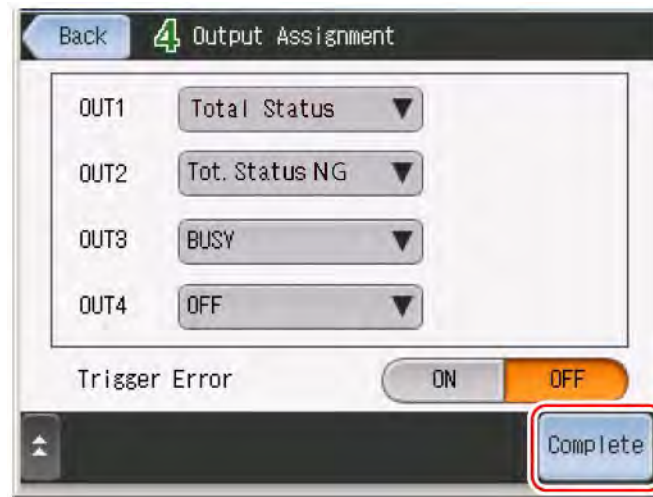 Back 4 Output Assignment
OUT1 Total Status ▼
OUT2 Tot. Status NG ▼
OUT3 BUSY ▼
OUT4 OFF ▼
Trigger Error ON OFF
Complete